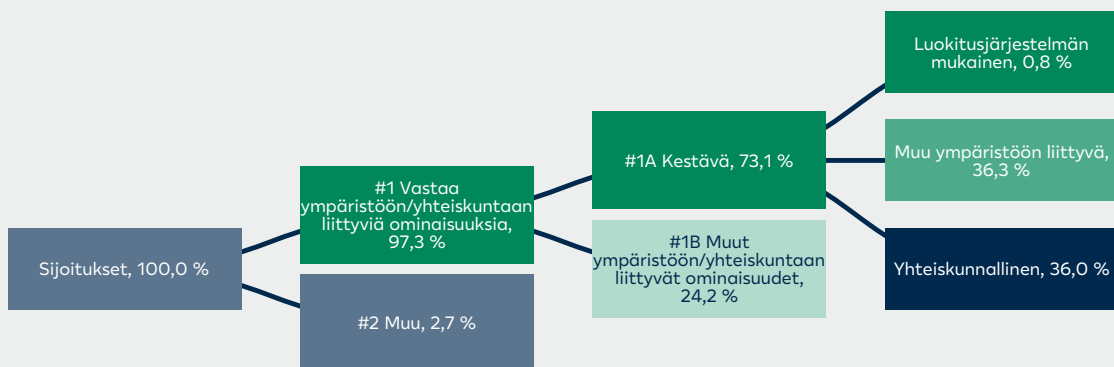 Sijoitukset, 100,0 %
#1 Vastaa
ympäristöön/yhteiskuntaan
liittyviä ominaisuuksia,
97,3 %
#2 Muu, 2,7 %
#1A Kestävä, 73,1 %
#1B Muut
ympäristöön/yhteiskuntaan
liittyvät ominaisuudet,
24,2 %
Luokitusjärjestelmän
mukainen, 0,8 %
Muu ympäristöön liittyvä,
36,3 %
Yhteiskunnallinen, 36,0 %